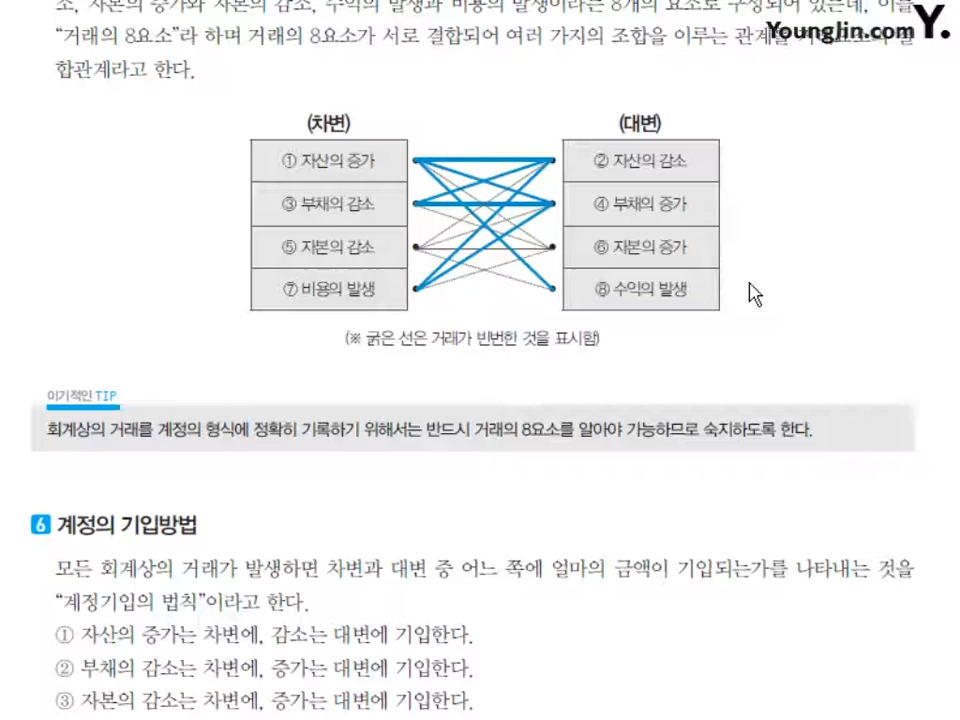 소, 자본의 증가와 자본의 감소, 수익의 발생과 비용의 발생이라는 8개의 요소로 구성되어 있는데, 이를
Youngjin.com Y.
“거래의 8요소”라 하며 거래의 8요소가 서로 결합되어 여러 가지의 조합을 이루는 관계를
합관계라고 한다.
(차변) (대변)
① 자산의 증가 ② 자산의 감소
③ 부채의 감소 ④ 부채의 증가
⑤ 자본의 감소 ⑥ 자본의 증가
⑦ 비용의 발생 ⑧ 수익의 발생
(※ 굵은 선은 거래가 빈번한 것을 표시함)
이기적인 TIP
회계상의 거래를 계정의 형식에 정확히 기록하기 위해서는 반드시 거래의 8요소를 알아야 가능하므로 숙지하도록 한다.
6 계정의 기입방법
모든 회계상의 거래가 발생하면 차변과 대변 중 어느 쪽에 얼마의 금액이 기입되는가를 나타내는 것을
“계정기입의 법칙”이라고 한다.
① 자산의 증가는 차변에, 감소는 대변에 기입한다.
② 부채의 감소는 차변에, 증가는 대변에 기입한다.
③ 자본의 감소는 차변에, 증가는 대변에 기입한다.